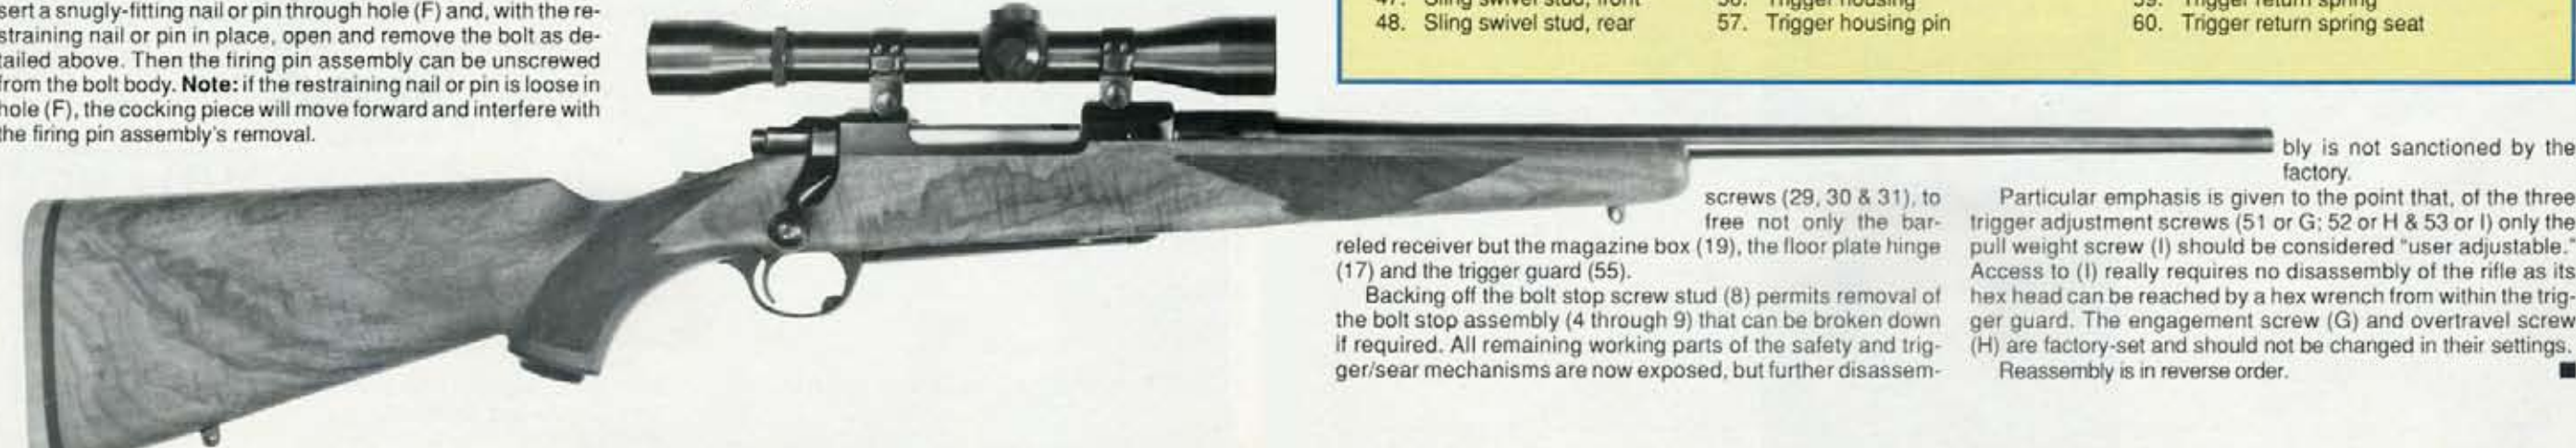 sert a snugly-fitting nail or pin through hole (F) and, with the re-
straining nail or pin in place, open and remove the bolt as de-
tailed above. Then the firing pin assembly can be unscrewed
from the bolt body. Note: if the restraining nail or pin is loose in
hole (F), the cocking piece will move forward and interfere with
the firing pin assembly's removal.
47. Sling swivel stud, front
48. Sling swivel stud, rear
56. Trigger housing
57. Trigger housing pin
59. Trigger return spring
60. Trigger return spring seat
screws (29, 30 & 31), to
free not only the bar-
reled receiver but the magazine box (19), the floor plate hinge
(17) and the trigger guard (55).
Backing off the bolt stop screw stud (8) permits removal of
the bolt stop assembly (4 through 9) that can be broken down
if required. All remaining working parts of the safety and trig-
ger/sear mechanisms are now exposed, but further disassem-
bly is not sanctioned by the
factory.
Particular emphasis is given to the point that, of the three
trigger adjustment screws (51 or G; 52 or H & 53 or I) only the
pull weight screw (I) should be considered "user adjustable."
Access to (I) really requires no disassembly of the rifle as its
hex head can be reached by a hex wrench from within the trig-
ger guard. The engagement screw (G) and overtravel screw
(H) are factory-set and should not be changed in their settings.
Reassembly is in reverse order.